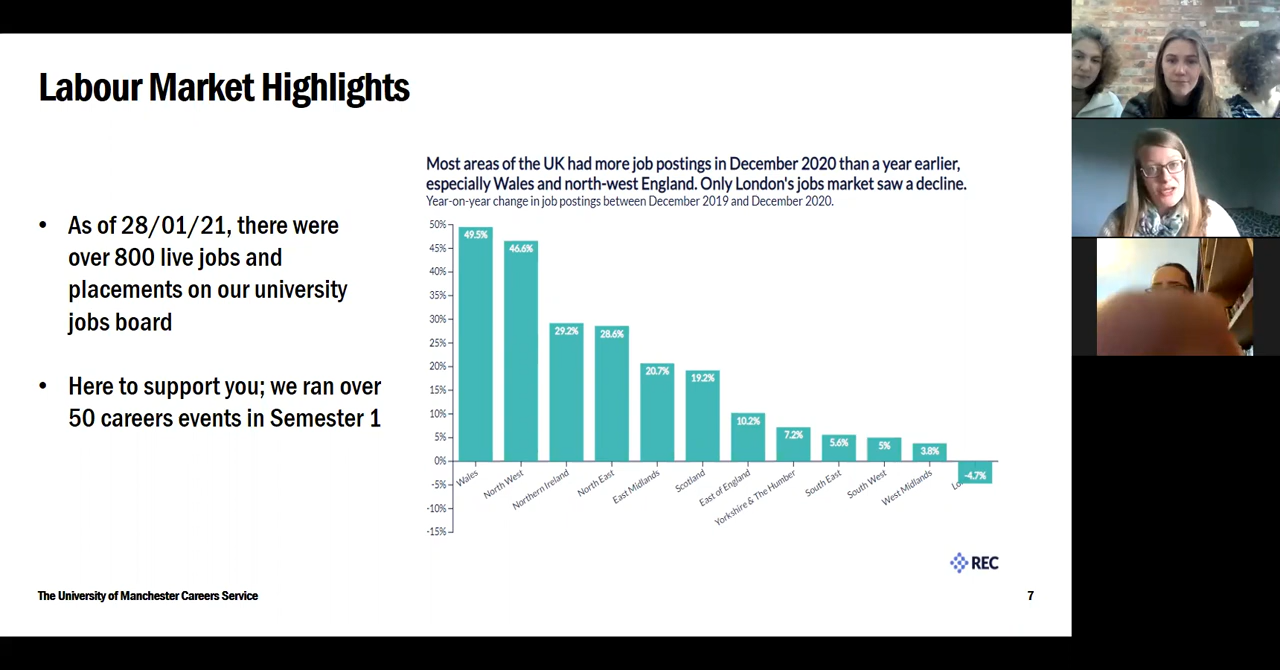 Labour Market Highlights
• As of 28/01/21, there were
over 800 live jobs and
placements on our university
jobs board
• Here to support you; we ran over
50 careers events in Semester 1
Most areas of the UK had more job postings in December 2020 than a year earlier,
especially Wales and north-west England. Only London's jobs market saw a decline.
Year-on-year change in job postings between December 2019 and December 2020.
50%
45%
40%
35%
30%
25%
20%
15%
10%
5%
0%
-5%
-10%
-15%
49.5%
46.6%
29.2%
28.6%
20.7%
19.2%
10.2%
7.2%
5.6%
5%
3.8%
-4.7%
Wales
North West
Northern Ireland
North East
East Midlands
Scotland
East of England
Yorkshire & The Humber
South East
South West
West Midlands
REC
The University of Manchester Careers Service
7